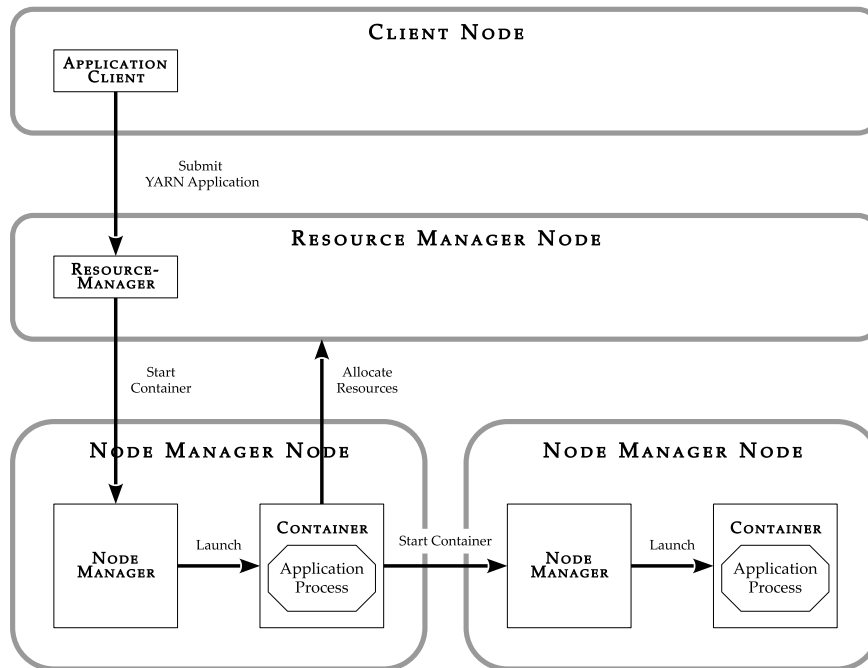 CLIENT NODE
APPLICATION
CLIENT
Submit
YARN Application
RESOURCE MANAGER NODE
RESOURCE-
MANAGER
Start
Container
Allocate
Resources
NODE MANAGER NODE
NODE
MANAGER
Launch
CONTAINER
Application
Process
Start Container
NODE MANAGER NODE
NODE
MANAGER
Launch
CONTAINER
Application
Process